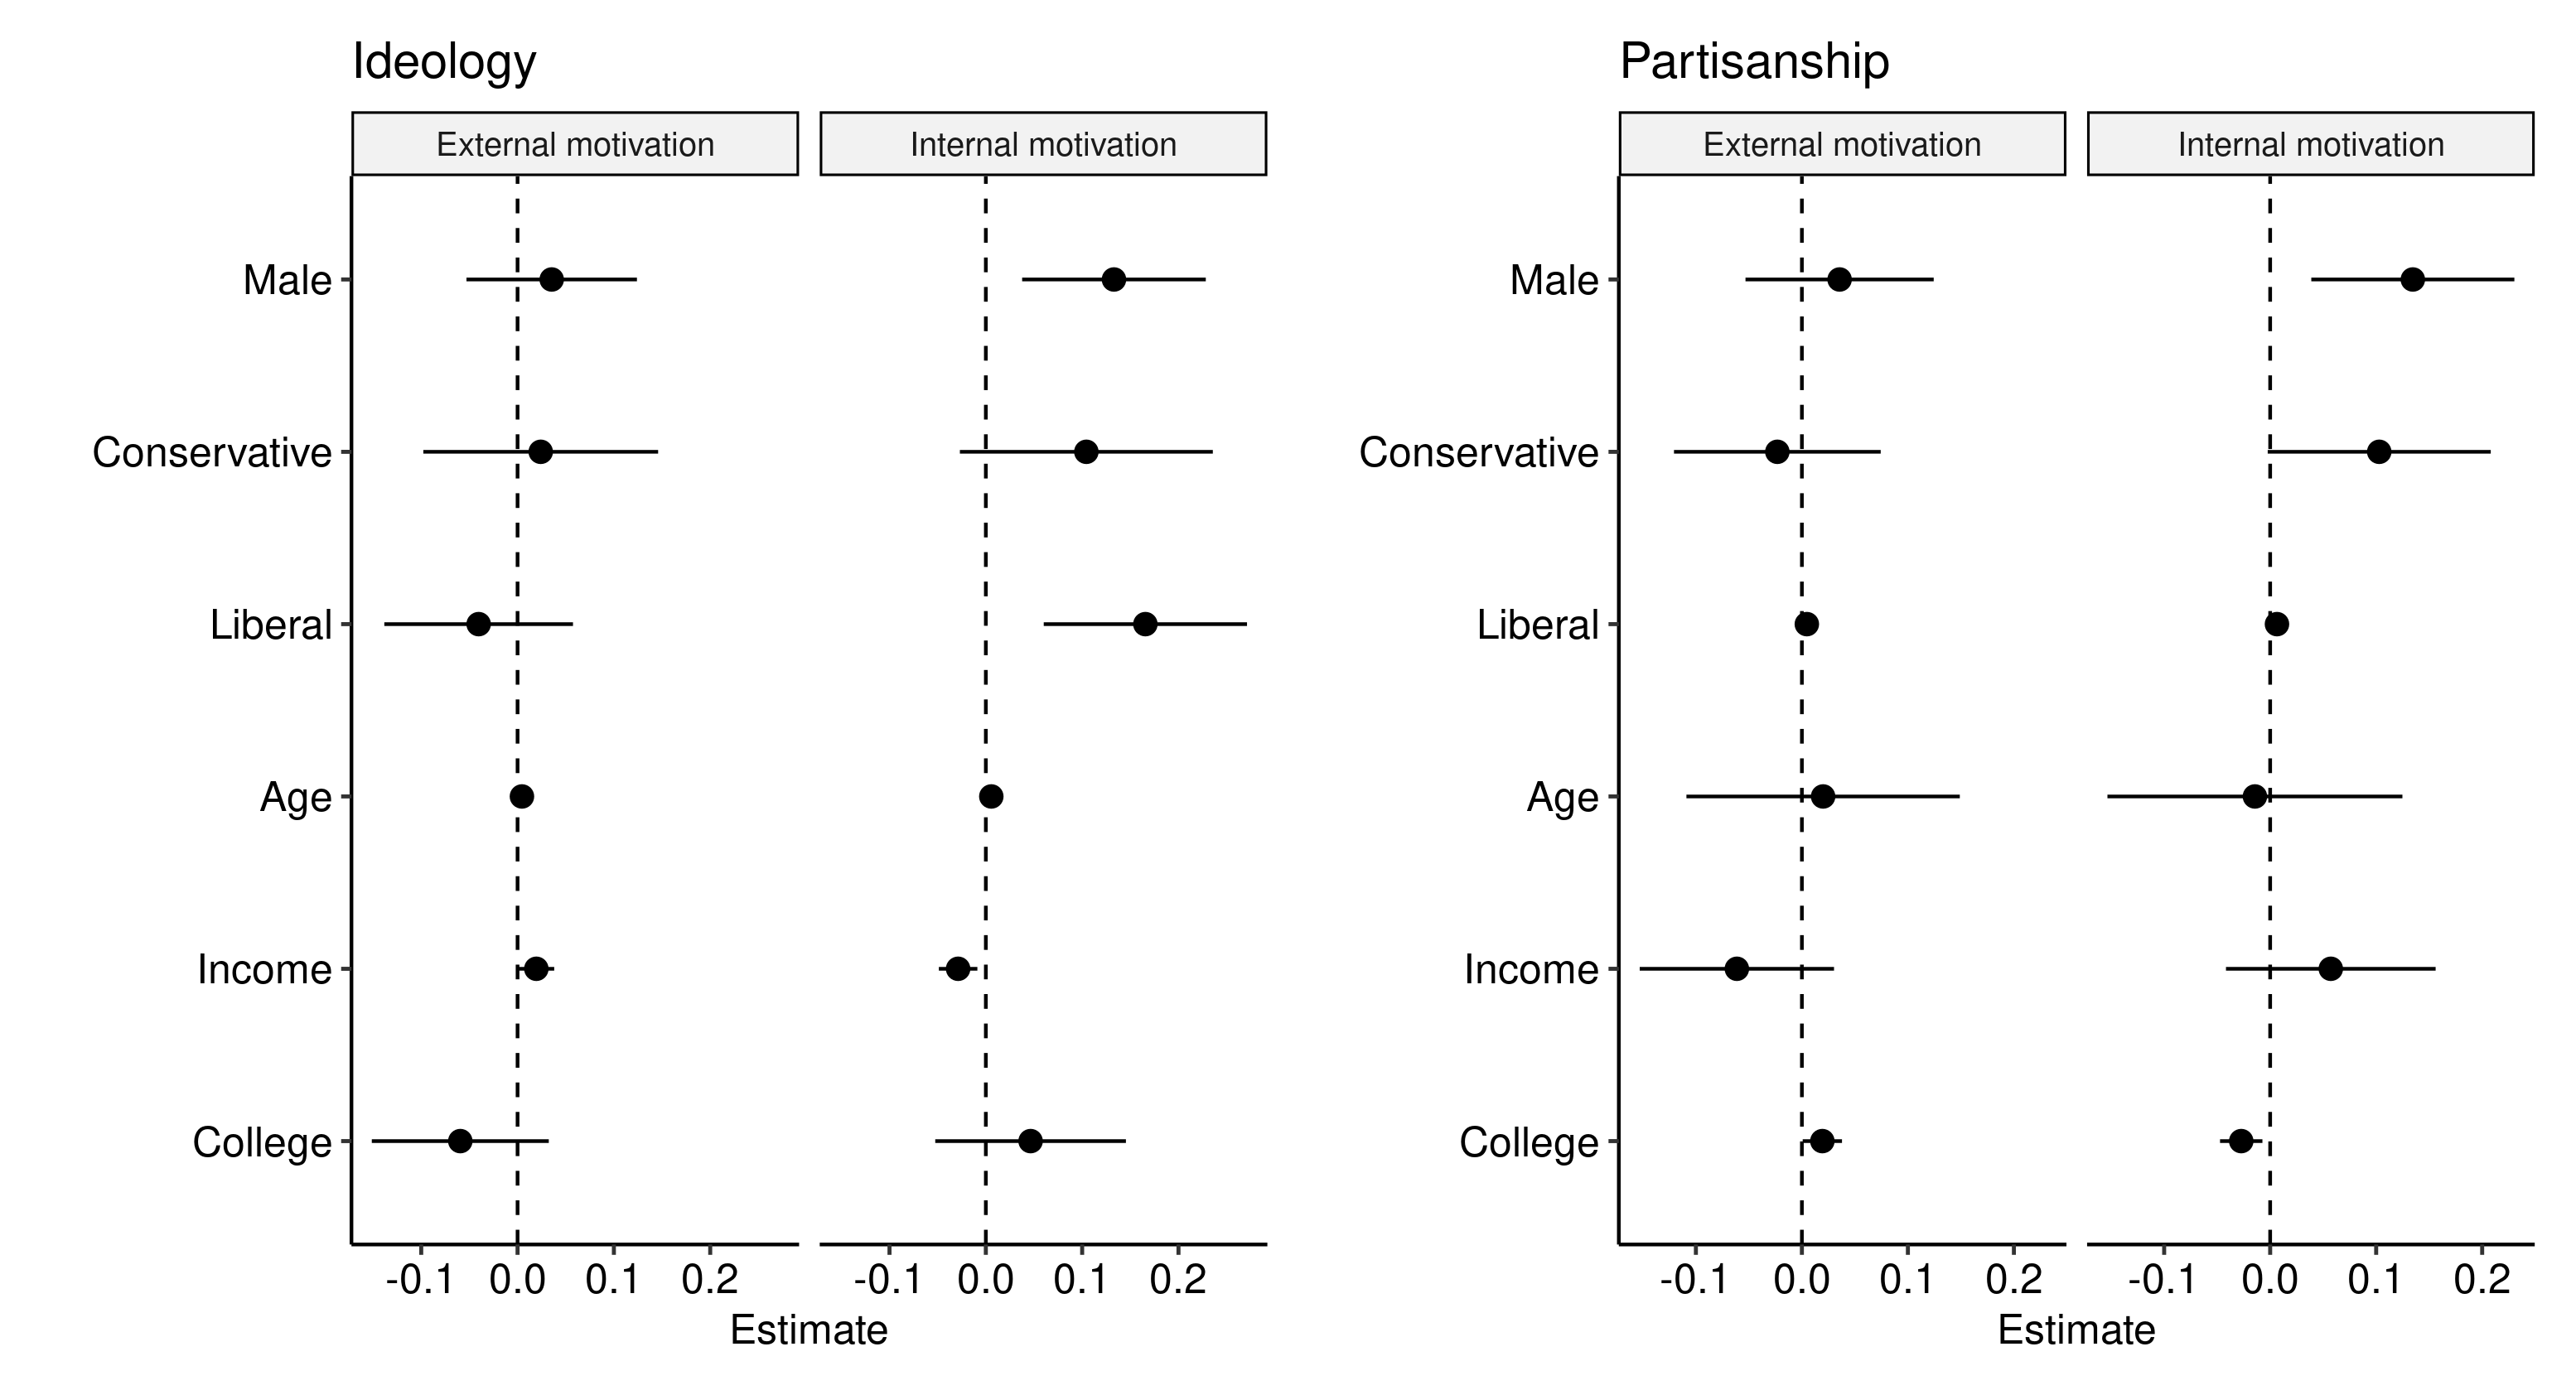 Ideology
External motivation
Internal motivation
Male
Conservative
Liberal
Age
Income
College
-0.1 0.0 0.1 0.2
-0.1 0.0 0.1 0.2
Estimate
Partisanship
External motivation
Internal motivation
Male
Conservative
Liberal
Age
Income
College
-0.1 0.0 0.1 0.2
-0.1 0.0 0.1 0.2
Estimate